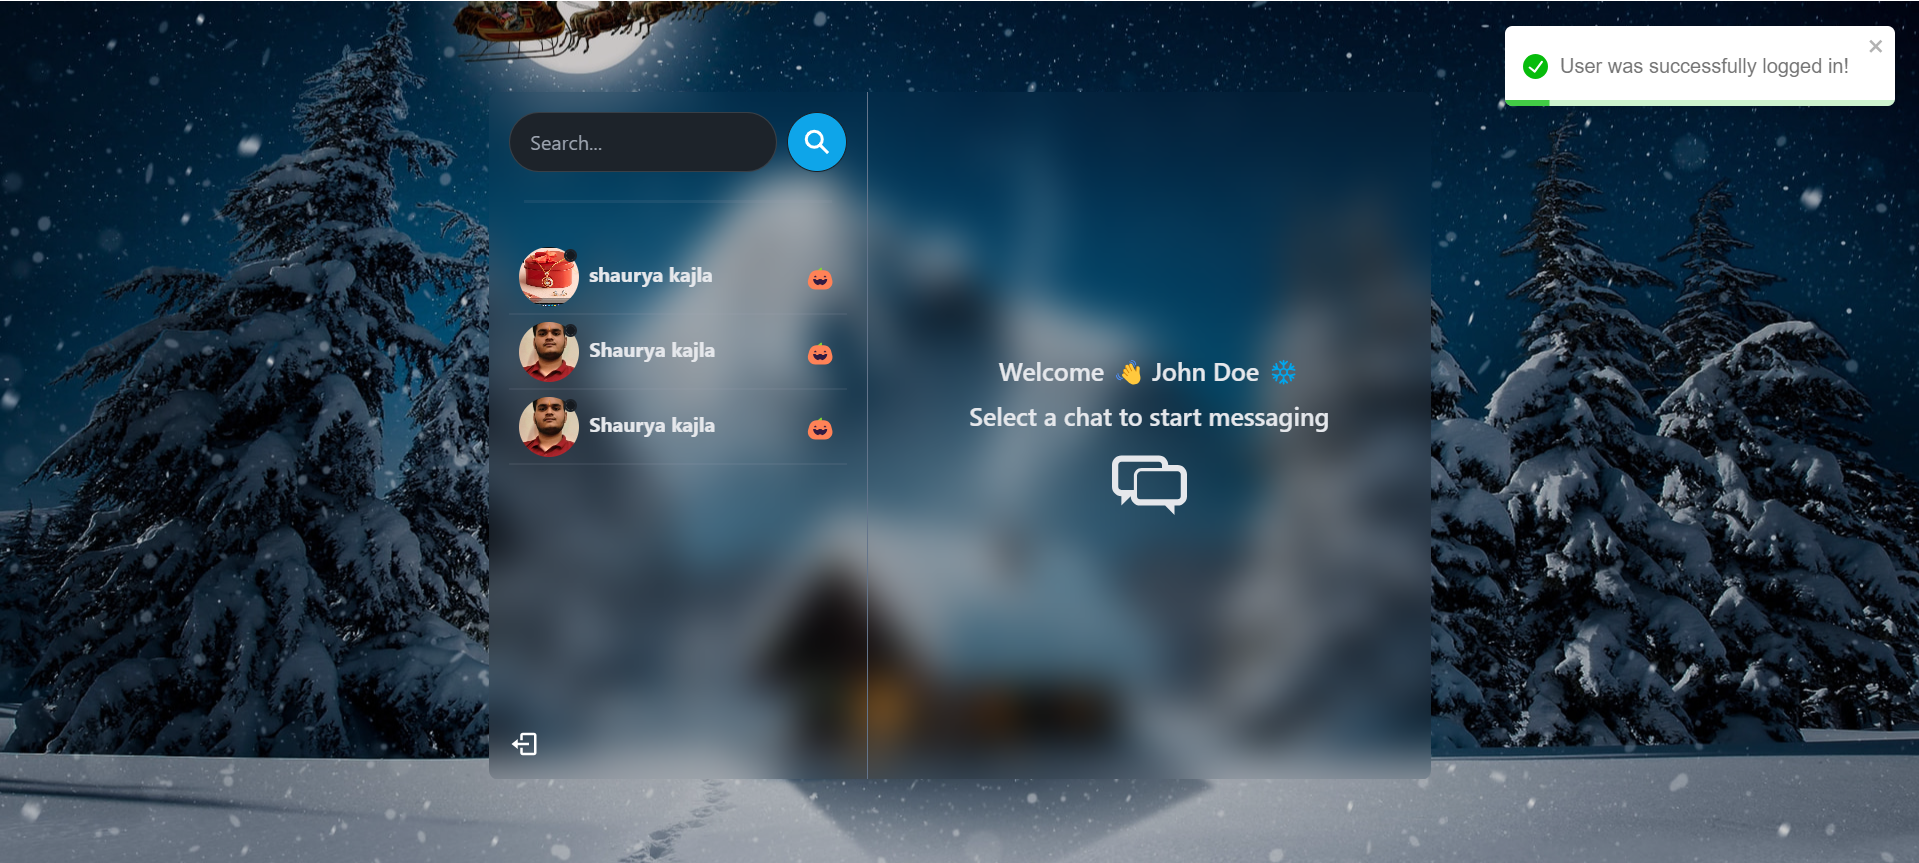 User was successfully logged in!
Search...
shaurya kajla
Shaurya kajla
Shaurya kajla
Welcome 👋 John Doe ❄
Select a chat to start messaging